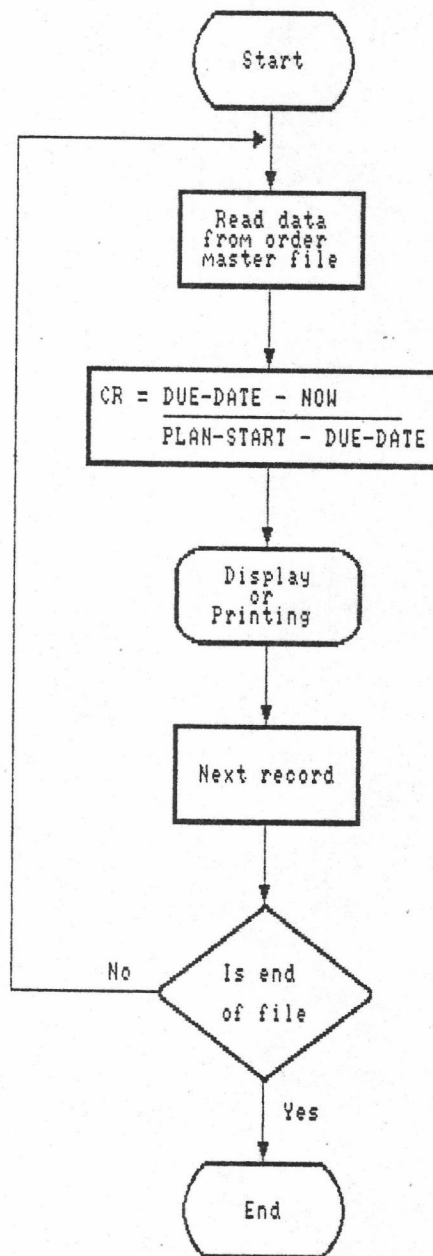 Start
Read data
from order
master file
CR = DUE-DATE - NOW
PLAN-START - DUE-DATE
Display
or
Printing
Next record
Is end
of file
No
Yes
End